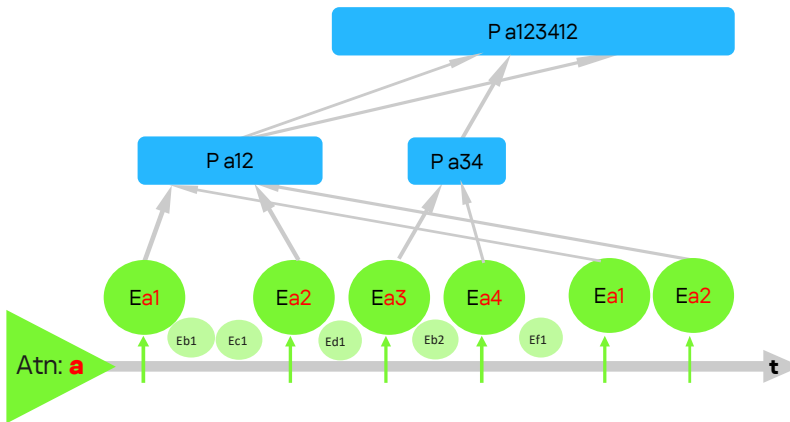 P a123412
P a12
P a34
Ea1
Ea2
Ea3
Ea4
Ea1
Ea2
Eb1
Ec1
Ed1
Eb2
Ef1
Atn: a
t